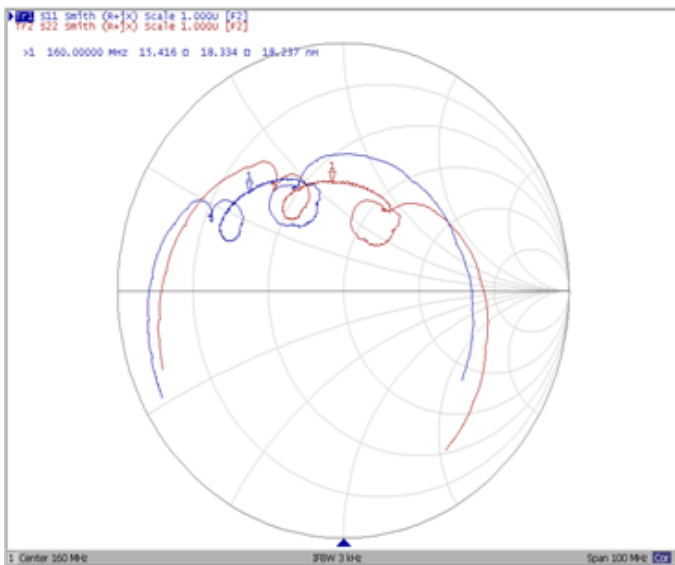 Tr1 S11 Smith (R+jX) Scale 1.000U [F2]
Tr2 S22 Smith (R+jX) Scale 1.000U [F2]
>1 160.00000 MHz 15.416 Ω 18.334 Ω 18.237 nH
1
1
1 Center 160 MHz IFBW 3 kHz Span 100 MHz Cor